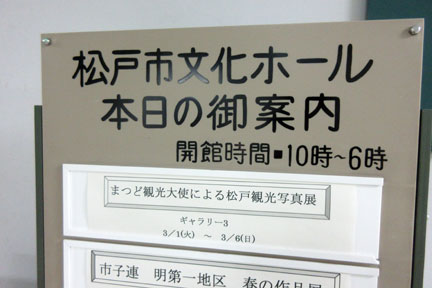 松戸市文化ホール
本日の御案内
開館時間■10時~6時
まつど観光大使による松戸観光写真展
ギャラリー3
3/1(火) ~ 3/6(日)
市子連 明第一地区 春の作品展